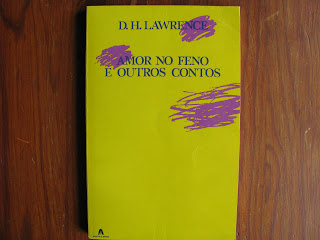 D. H. LAWRENCE
AMOR NO FENO
E OUTROS CONTOS